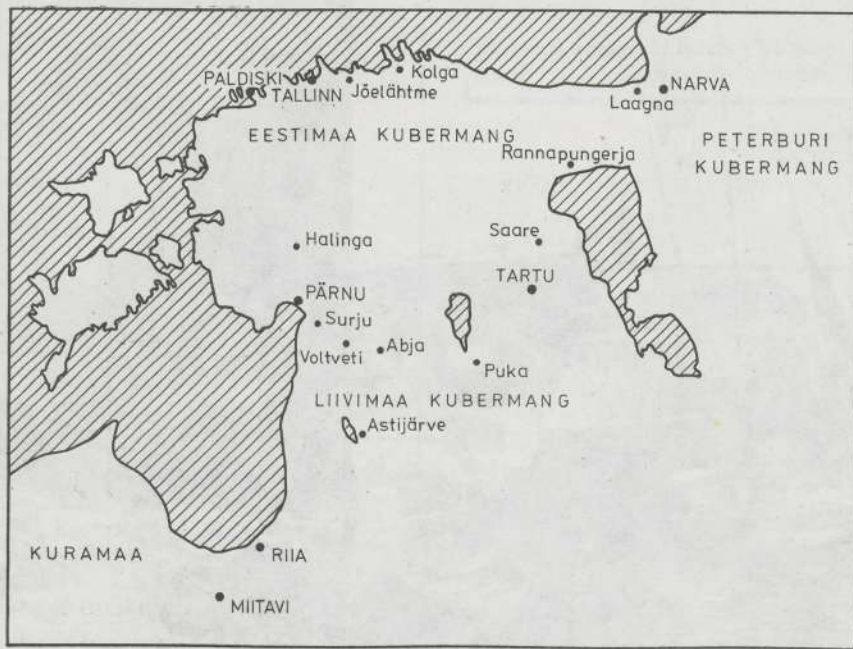 Kolga
PALDISKI
TALLINN
Jõelähtme
Laagna
NARVA
EESTIMAA KUBERMANG
PETERBURI
KUBERMANG
Rannapungerja
Halinga
Saare
TARTU
PÄRNU
Surju
Voltveti
Abja
Puka
LIIVIMAA KUBERMANG
Astijärve
KURAMAA
RIIA
MIITAVI